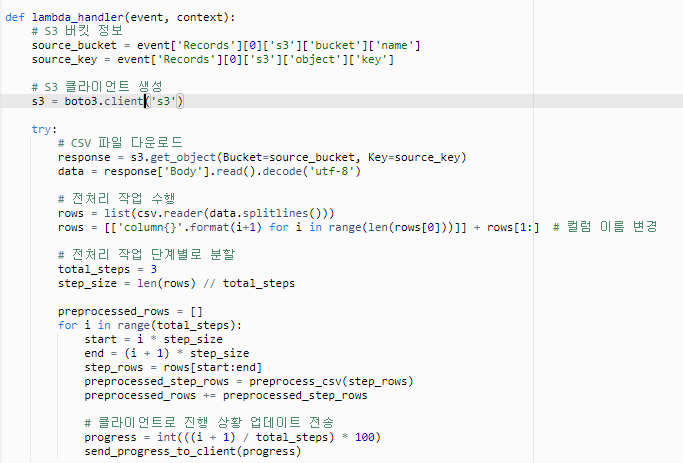 def lambda_handler(event, context):
# S3 버킷 정보
source_bucket = event['Records'][0]['s3']['bucket']['name']
source_key = event['Records'][0]['s3']['object']['key']
# S3 클라이언트 생성
s3 = boto3.client('s3')
try:
# CSV 파일 다운로드
response = s3.get_object(Bucket=source_bucket, Key=source_key)
data = response['Body'].read().decode('utf-8')
# 전처리 작업 수행
rows = list(csv.reader(data.splitlines()))
rows = [['column{}'.format(i+1) for i in range(len(rows[0]))]] + rows[1:]  # 컬럼 이름 변경
# 전처리 작업 단계별로 분할
total_steps = 3
step_size = len(rows) // total_steps
preprocessed_rows = []
for i in range(total_steps):
start = i * step_size
end = (i + 1) * step_size
step_rows = rows[start:end]
preprocessed_step_rows = preprocess_csv(step_rows)
preprocessed_rows += preprocessed_step_rows
# 클라이언트로 진행 상황 업데이트 전송
progress = int(((i + 1) / total_steps) * 100)
send_progress_to_client(progress)